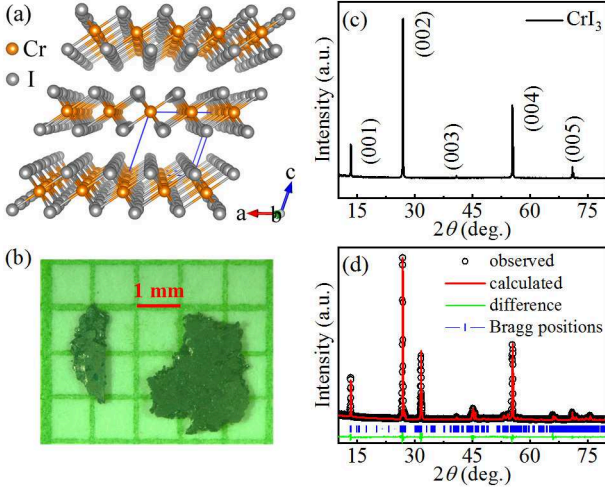 (a)
Cr
I
a
b
c
(b)
1 mm
(c)
CrI₃
(001)
(002)
(003)
(004)
(005)
Intensity (a.u.)
15 30 45 60 75
2θ (deg.)
(d)
observed
calculated
difference
Bragg positions
Intensity (a.u.)
15 30 45 60 75
2θ (deg.)